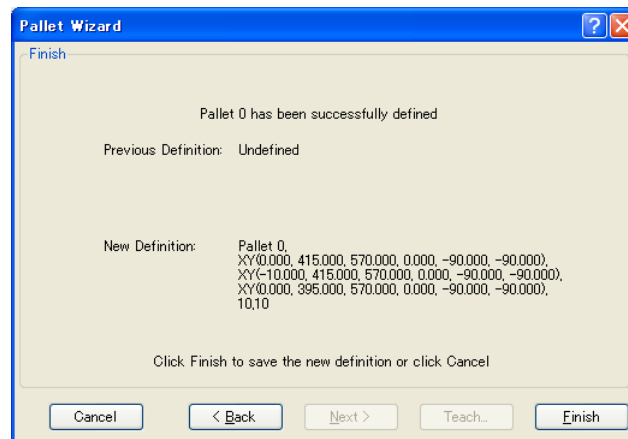 Pallet Wizard
Finish
Pallet 0 has been successfully defined
Previous Definition: Undefined
New Definition: Pallet 0,
XY(0.000, 415.000, 570.000, 0.000, -90.000, -90.000),
XY(-10.000, 415.000, 570.000, 0.000, -90.000, -90.000),
XY(0.000, 395.000, 570.000, 0.000, -90.000, -90.000),
10,10
Click Finish to save the new definition or click Cancel
Cancel < Back Next > Teach... Finish